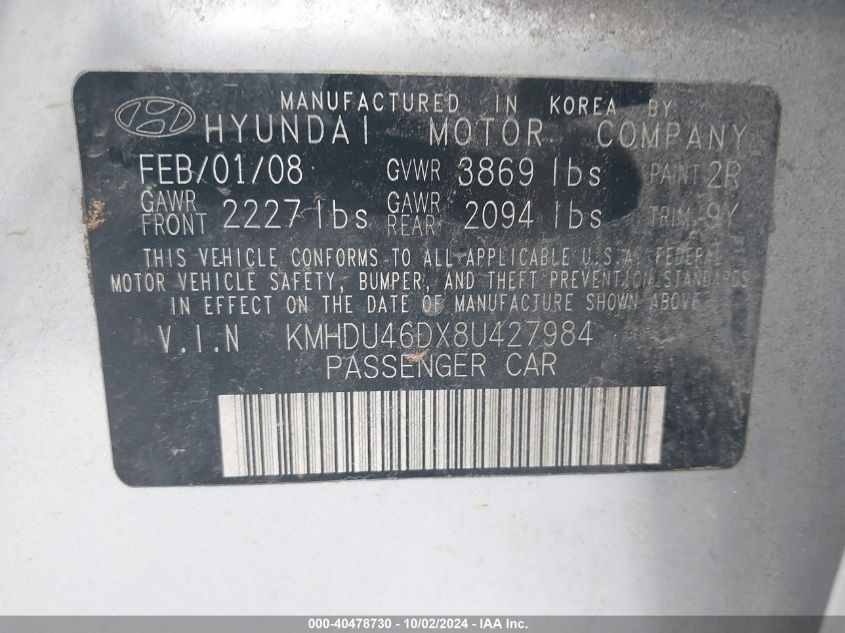 MANUFACTURED IN KOREA BY
HYUNDAI MOTOR COMPANY
FEB/01/08 GVWR 3869 lbs PAINT 2R
GAWR FRONT 2227 lbs GAWR REAR 2094 lbs TRIM 9Y
THIS VEHICLE CONFORMS TO ALL APPLICABLE U.S.A. FEDERAL
MOTOR VEHICLE SAFETY, BUMPER, AND THEFT PREVENTION STANDARDS
IN EFFECT ON THE DATE OF MANUFACTURE SHOWN ABOVE.
V.I.N KMHDU46DX8U427984
PASSENGER CAR
000-40478730 - 10/02/2024 - IAA Inc.